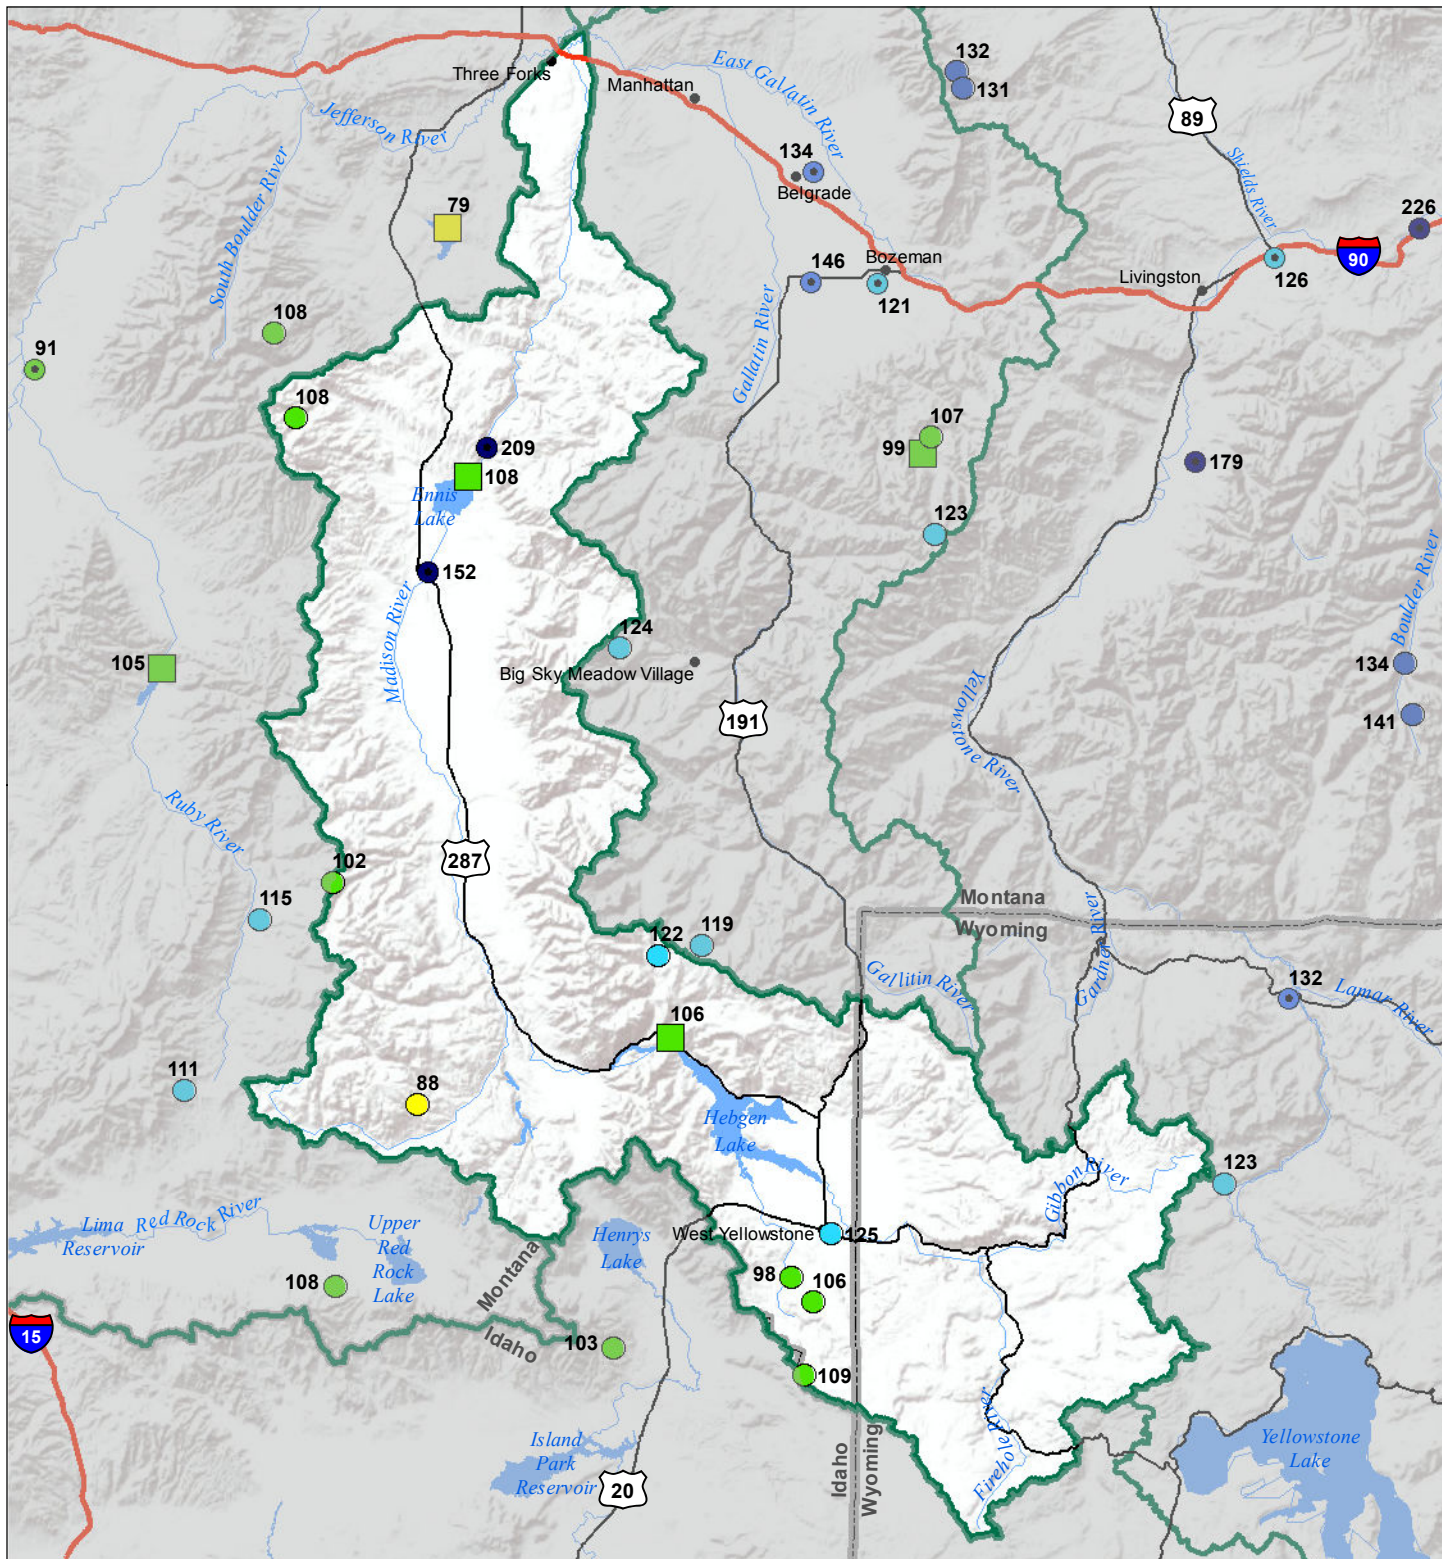 132
131
Three Forks
Manhattan
East Gallatin River
Jefferson River
89
134
Belgrade
Shields River
South Boulder River
79
226
90
Bozeman
146
121
Livingston
126
108
91
Gallatin River
108
107
99
209
108
179
Ennis
Lake
123
152
Boulder River
Madison River
124
105
134
Big Sky Meadow Village
191
141
Yellowstone River
Ruby River
287
102
Montana
Wyoming
115
122
119
Gallitin River
Gardner River
132
Lamar River
106
111
88
Hebgen
Lake
Gibbon River
123
Lima
Reservoir
Red Rock River
Upper
Red
Rock
Lake
Henrys
Lake
West Yellowstone
125
Montana
Idaho
108
98
106
15
103
109
Firehole River
Island
Park
Reservoir
20
Idaho
Wyoming
Yellowstone
Lake